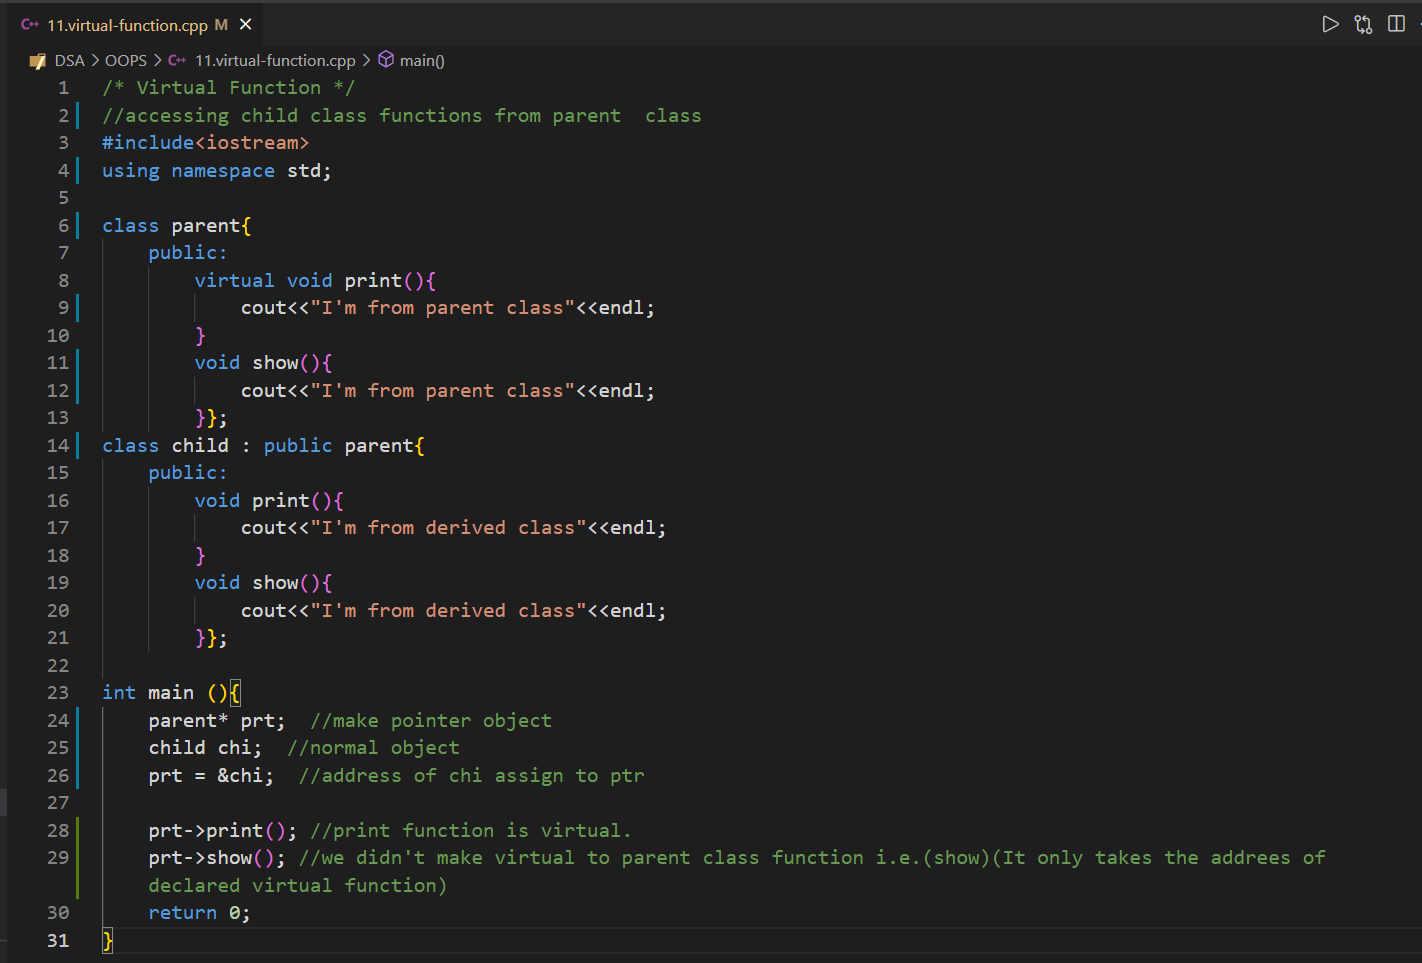 C++ 11.virtual-function.cpp M ×
DSA > OOPS > C++ 11.virtual-function.cpp > main()
1 /* Virtual Function */
2 //accessing child class functions from parent  class
3 #include<iostream>
4 using namespace std;
5
6 class parent{
7     public:
8         virtual void print(){
9             cout<<"I'm from parent class"<<endl;
10         }
11         void show(){
12             cout<<"I'm from parent class"<<endl;
13         }};
14 class child : public parent{
15     public:
16         void print(){
17             cout<<"I'm from derived class"<<endl;
18         }
19         void show(){
20             cout<<"I'm from derived class"<<endl;
21         }};
22
23 int main (){
24     parent* prt;  //make pointer object
25     child chi;  //normal object
26     prt = &chi;  //address of chi assign to ptr
27
28     prt->print(); //print function is virtual.
29     prt->show(); //we didn't make virtual to parent class function i.e.(show)(It only takes the addrees of
    declared virtual function)
30     return 0;
31 }